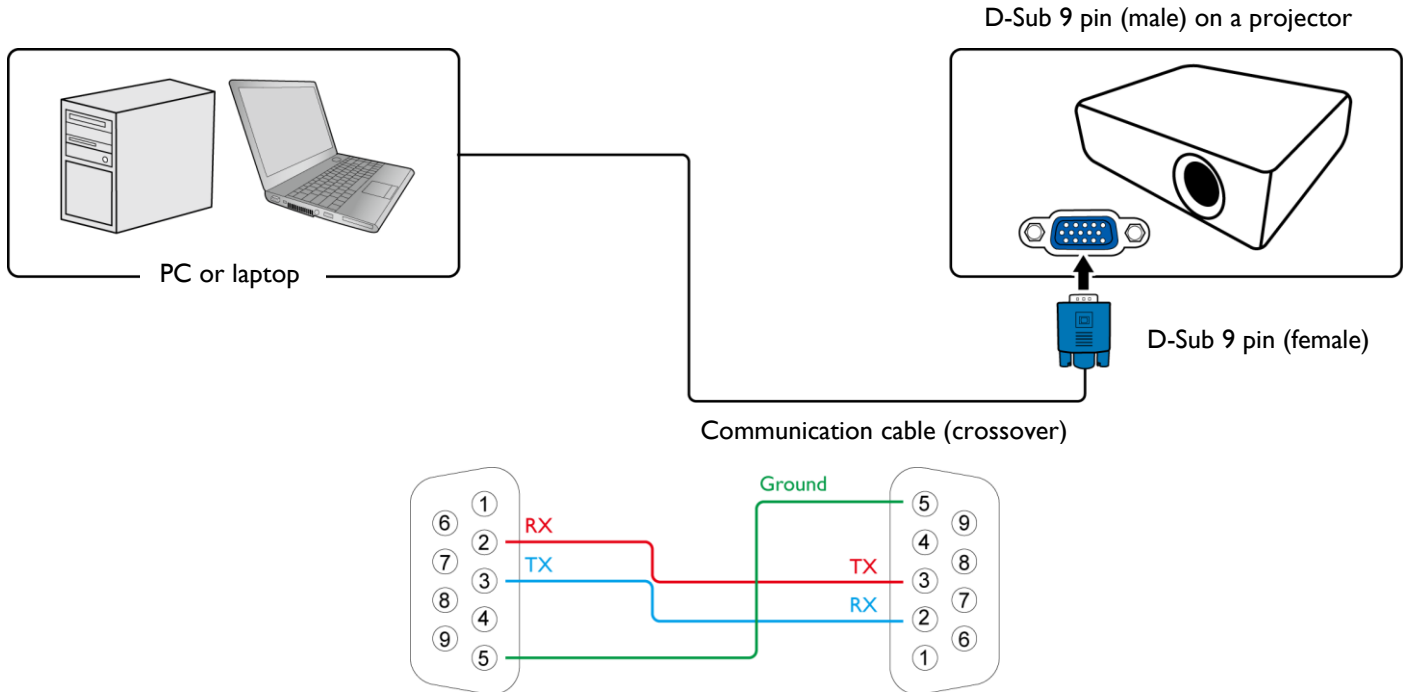 D-Sub 9 pin (male) on a projector
PC or laptop
D-Sub 9 pin (female)
Communication cable (crossover)
Ground
1
6
2
7
3
8
4
9
5
RX
TX
TX
RX
5
9
4
8
3
7
2
6
1